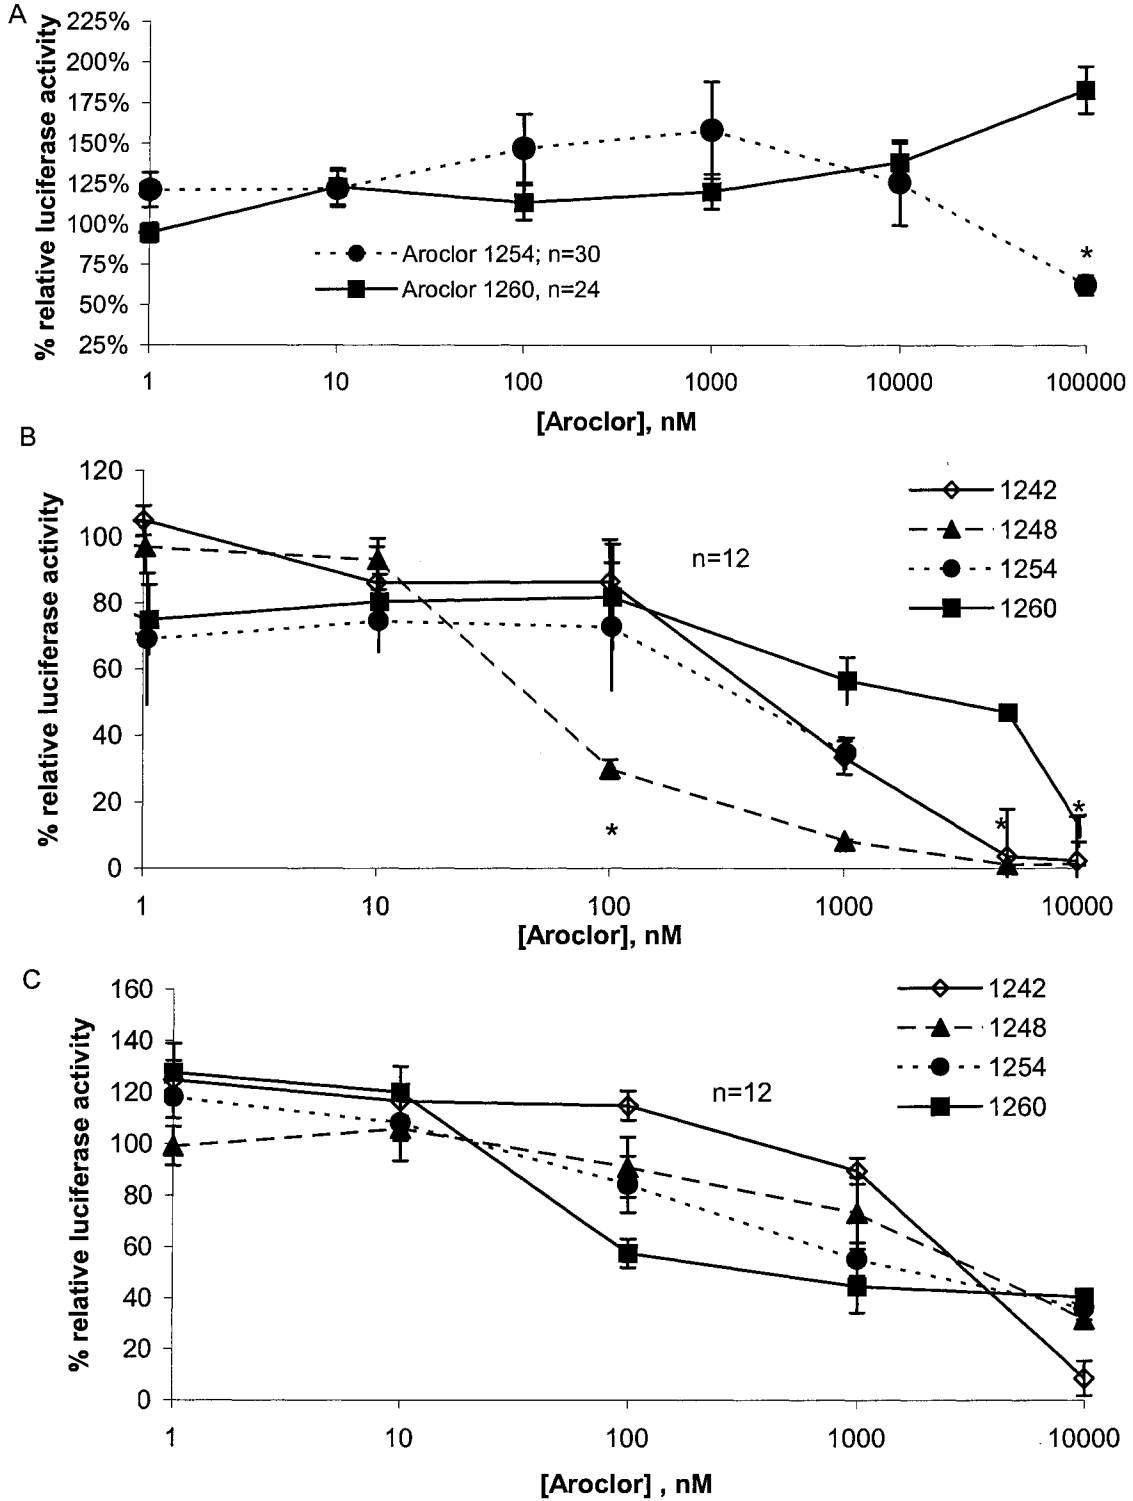 A
% relative luciferase activity
225%
200%
175%
150%
125%
100%
75%
50%
25%
*
Aroclor 1254; n=30
Aroclor 1260, n=24
1 10 100 1000 10000 100000
[Aroclor], nM
B
% relative luciferase activity
120
100
80
60
40
20
0
1242
1248
1254
1260
n=12
*
*
*
1 10 100 1000 10000
[Aroclor], nM
C
% relative luciferase activity
160
140
120
100
80
60
40
20
0
1242
1248
1254
1260
n=12
1 10 100 1000 10000
[Aroclor] , nM